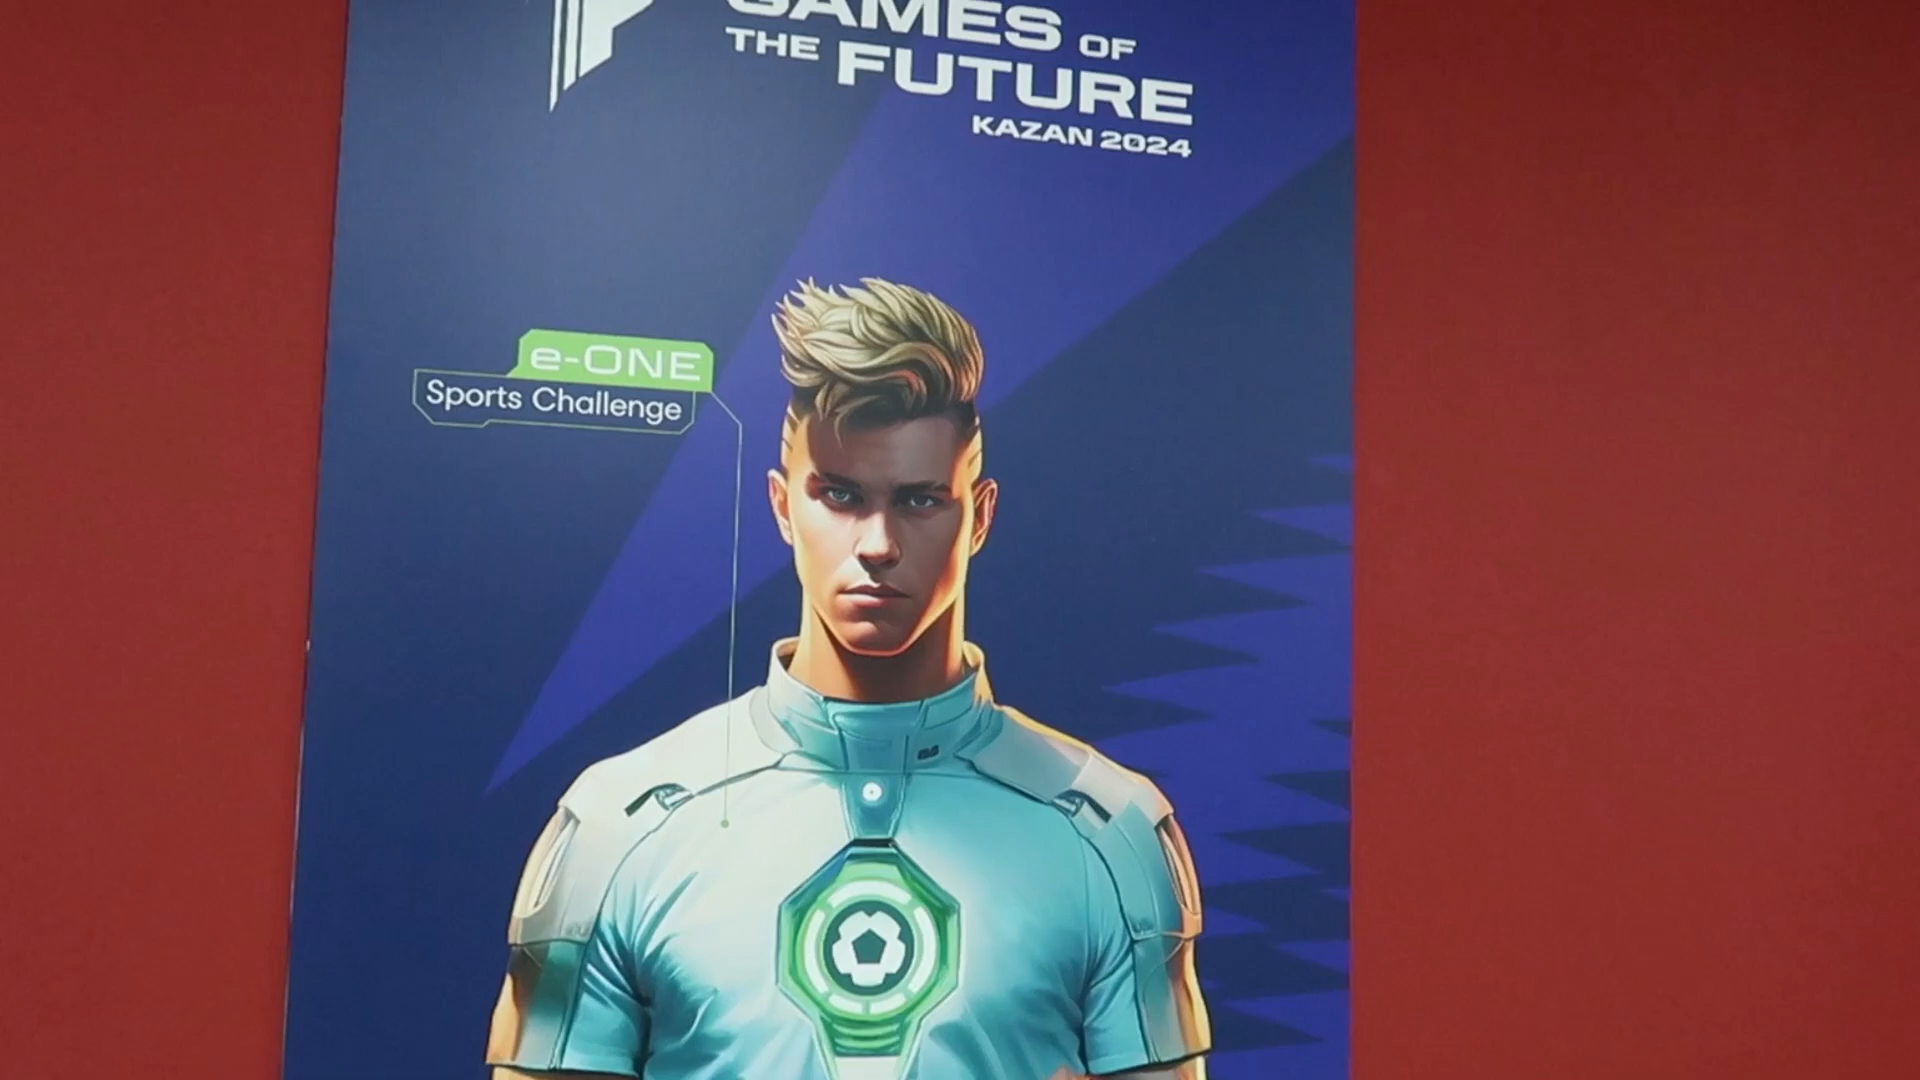 GAMES OF
THE FUTURE
KAZAN 2024
e-ONE
Sports Challenge